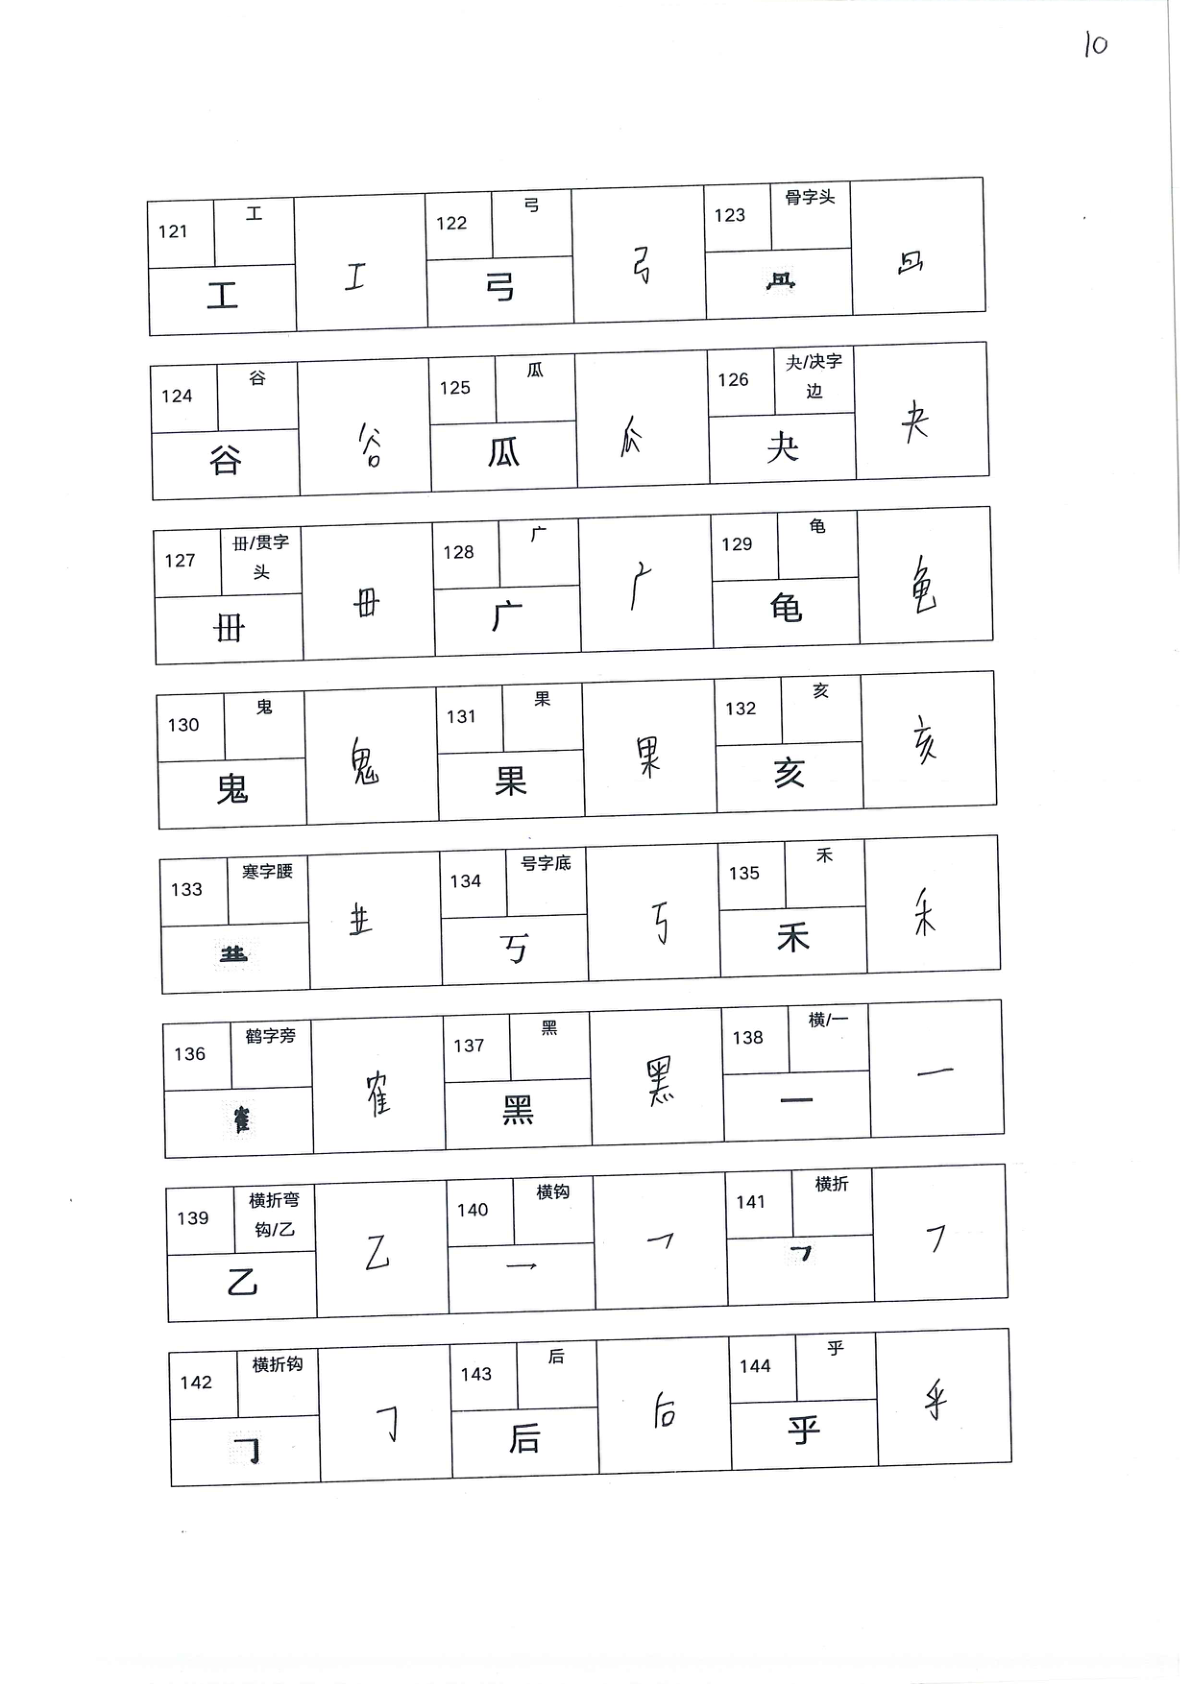 10
121 工 工 122 弓 弓 123 骨字头
工 弓
124 谷 谷 125 瓜 瓜 126 夬/决字边 夬
谷 瓜 夬
127 毌/贯字头 毌 128 广 广 129 龟 龟
毌 广 龟
130 鬼 鬼 131 果 果 132 亥 亥
鬼 果 亥
133 寒字腰 134 号字底 丂 135 禾 禾
丂 禾
136 鹤字旁 隺 137 黑 黑 138 横/一 一
隺 黑 一
139 横折弯钩/乙 乙 140 横钩 乛 141 横折 ㇇
乙 乛 ㇇
142 横折钩 𠃌 143 后 后 144 乎 乎
𠃌 后 乎